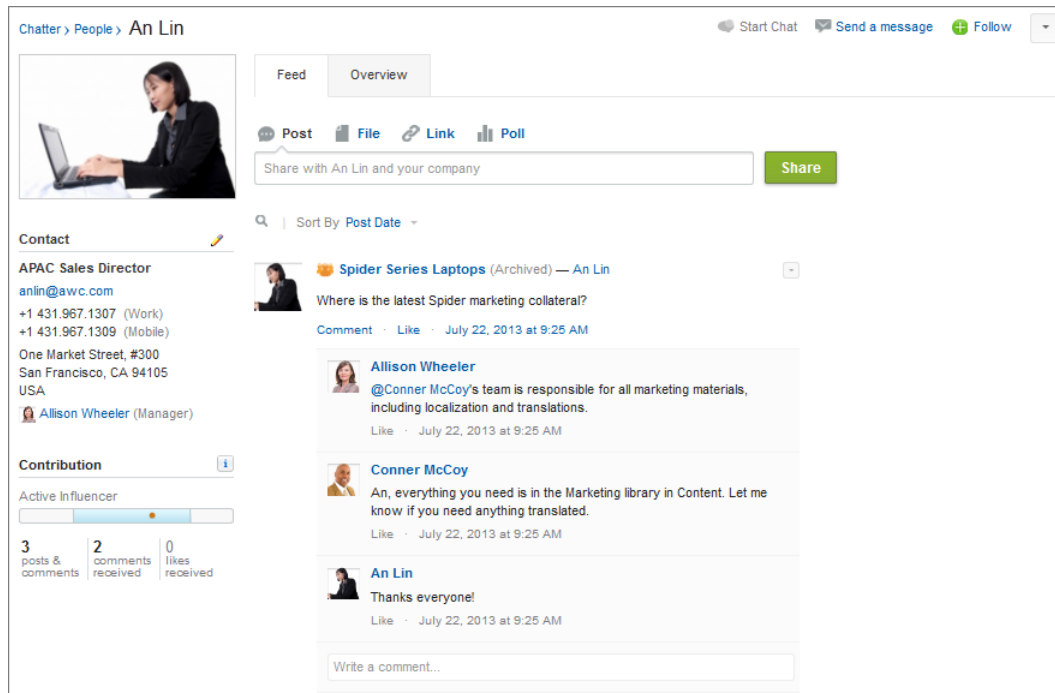 Chatter › People › An Lin
Start Chat
Send a message
Follow
Feed
Overview
Post
File
Link
Poll
Share with An Lin and your company
Share
Sort By Post Date
Contact
APAC Sales Director
anlin@awc.com
+1 431.967.1307 (Work)
+1 431.967.1309 (Mobile)
One Market Street, #300
San Francisco, CA 94105
USA
Allison Wheeler (Manager)
Contribution
i
Active Influencer
3 posts & comments
2 comments received
0 likes received
Spider Series Laptops (Archived) — An Lin
Where is the latest Spider marketing collateral?
Comment · Like · July 22, 2013 at 9:25 AM
Allison Wheeler
@Conner McCoy's team is responsible for all marketing materials,
including localization and translations.
Like · July 22, 2013 at 9:25 AM
Conner McCoy
An, everything you need is in the Marketing library in Content. Let me
know if you need anything translated.
Like · July 22, 2013 at 9:25 AM
An Lin
Thanks everyone!
Like · July 22, 2013 at 9:25 AM
Write a comment...